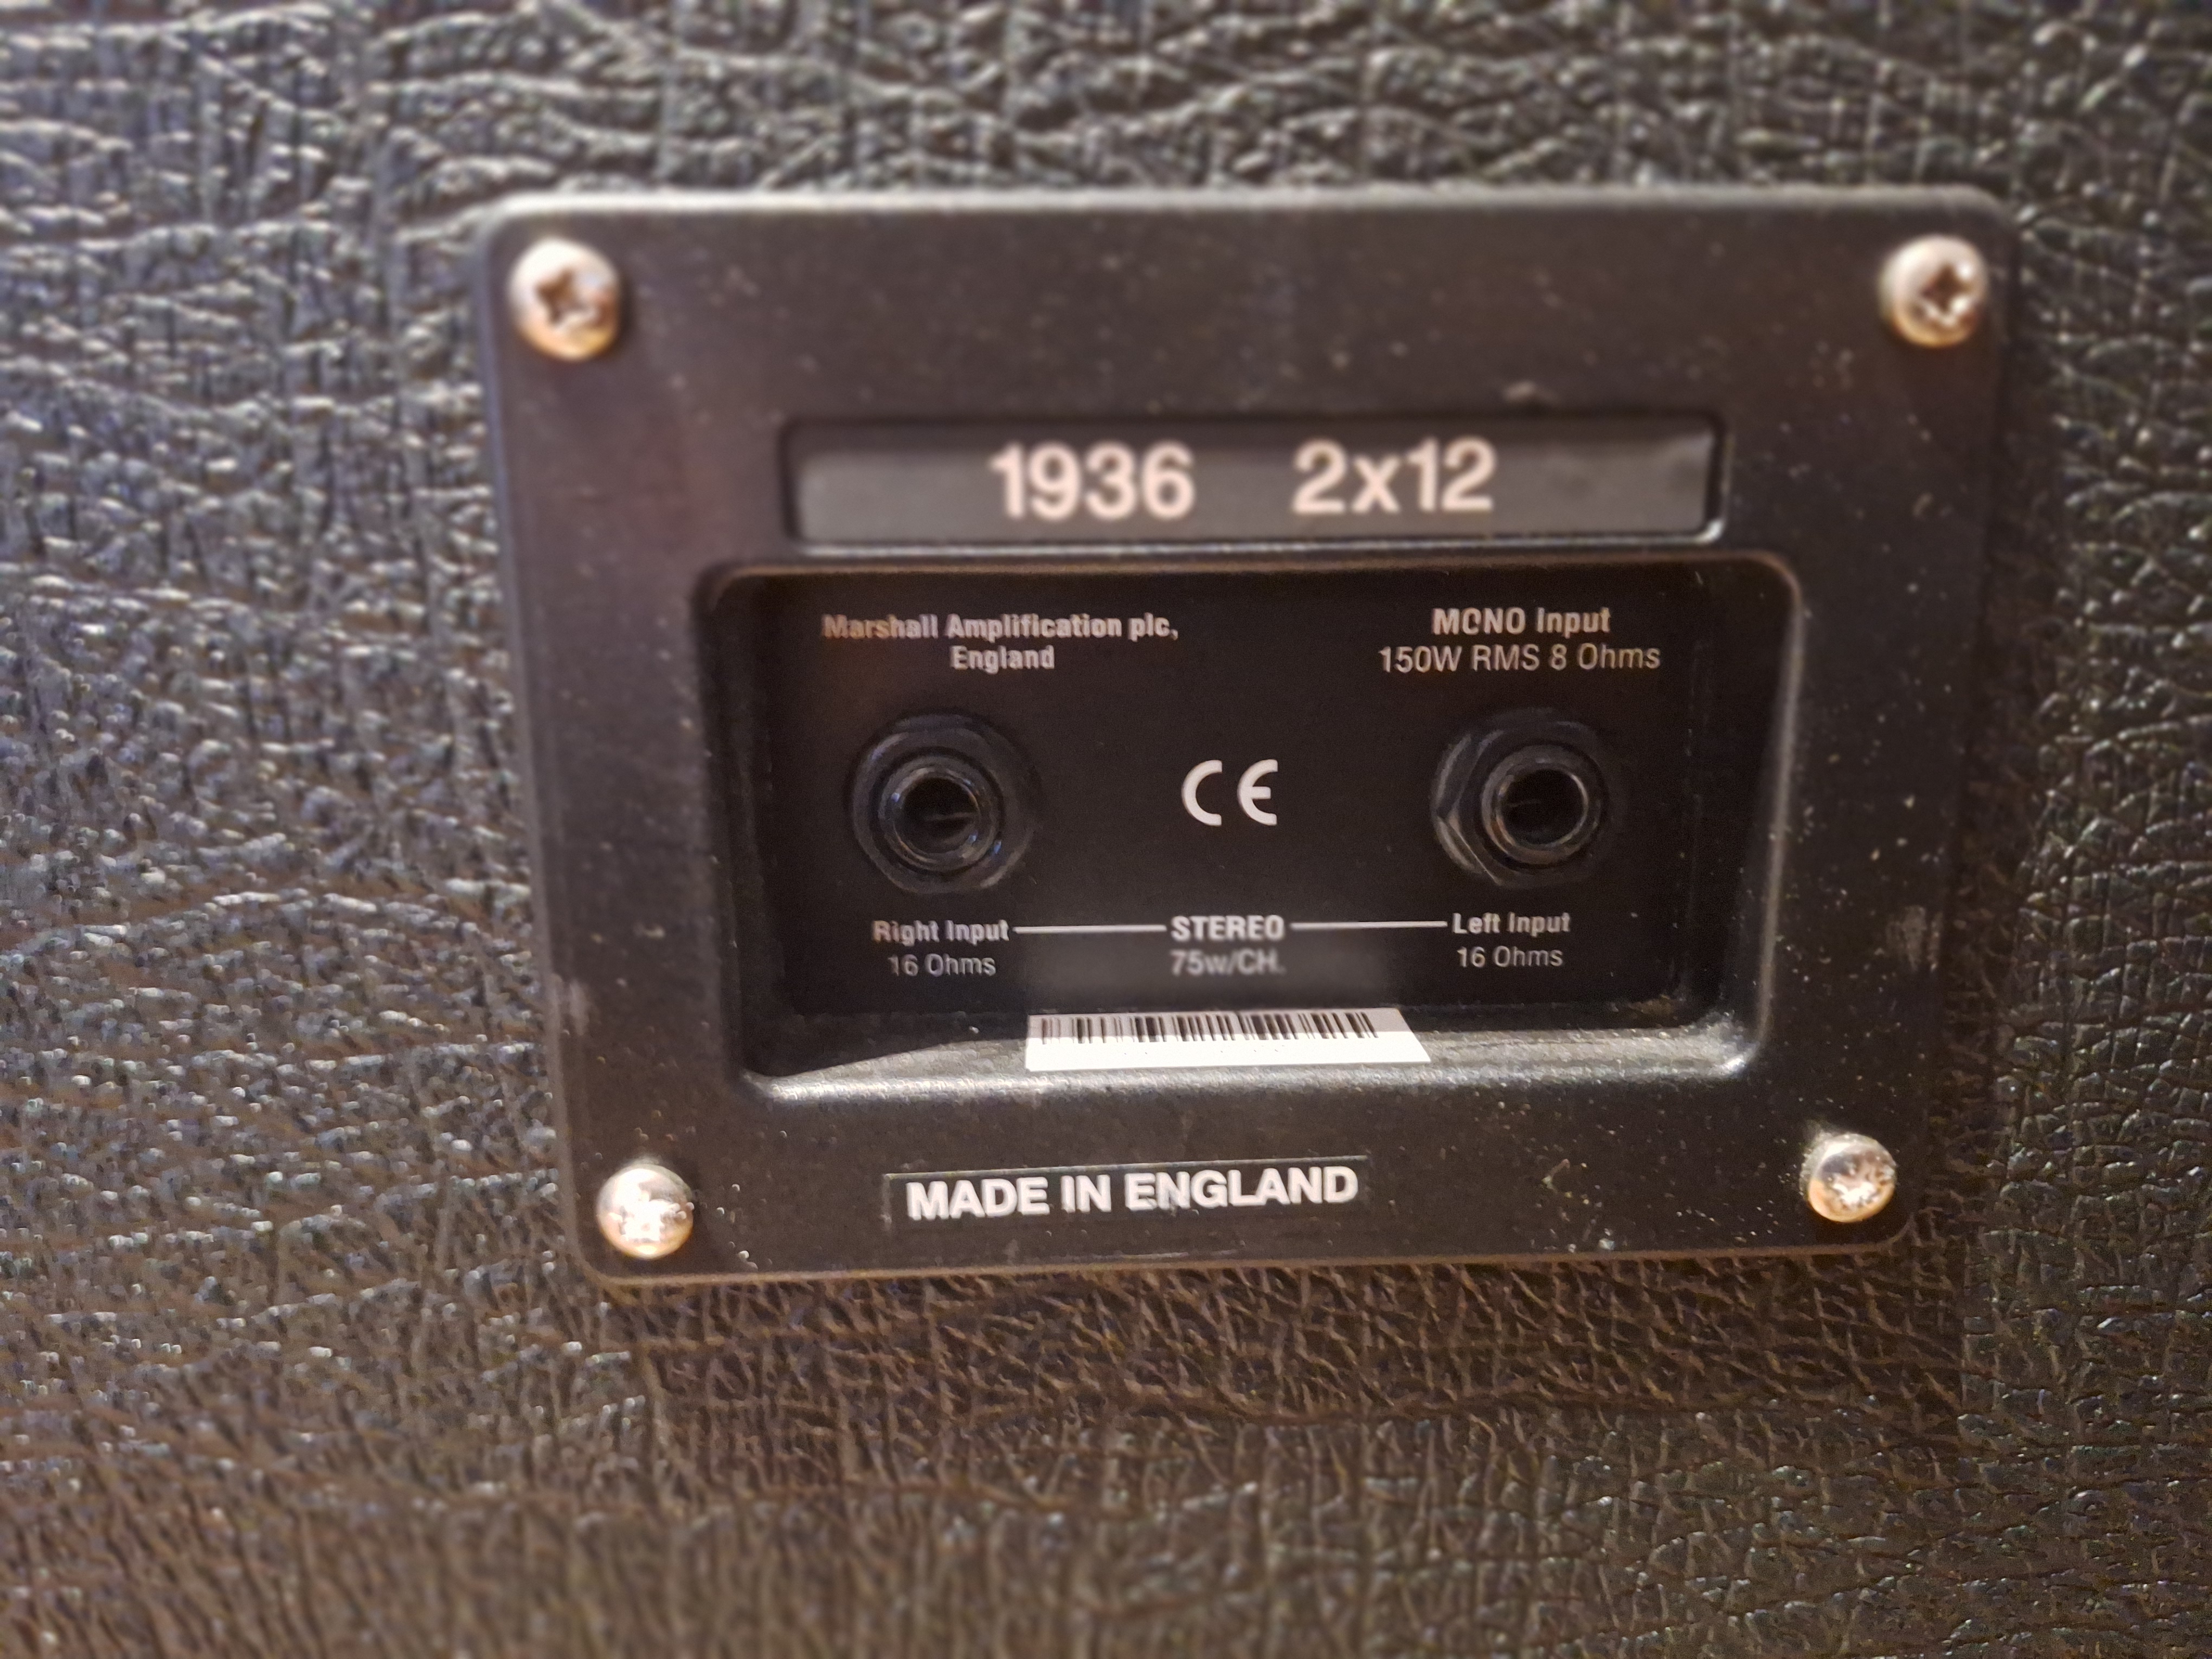 1936 2x12
Marshall Amplification plc,
England
MONO Input
150W RMS 8 Ohms
CE
Right Input STEREO Left Input
16 Ohms 75w/CH. 16 Ohms
MADE IN ENGLAND